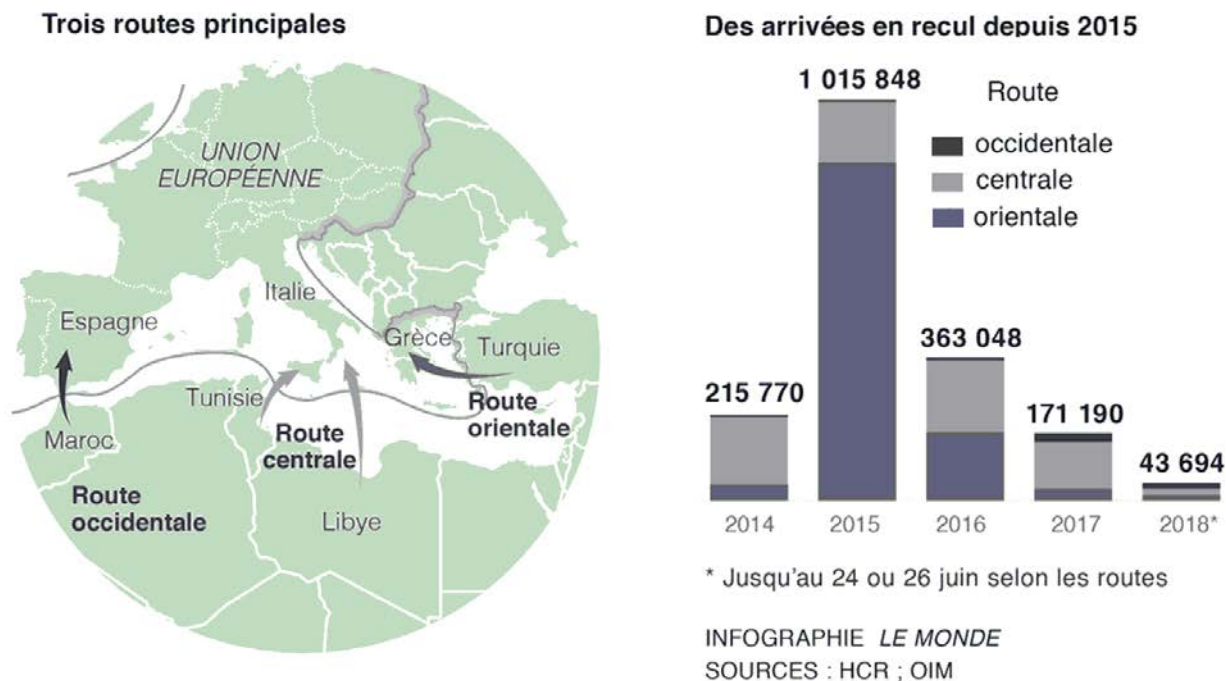 Trois routes principales
UNION
EUROPÉENNE
Italie
Espagne
Grèce
Turquie
Tunisie
Route
orientale
Maroc
Route
centrale
Route
occidentale
Libye
Des arrivées en recul depuis 2015
1 015 848
Route
occidentale
centrale
orientale
363 048
215 770
171 190
43 694
2014
2015
2016
2017
2018*
* Jusqu'au 24 ou 26 juin selon les routes
INFOGRAPHIE LE MONDE
SOURCES : HCR ; OIM